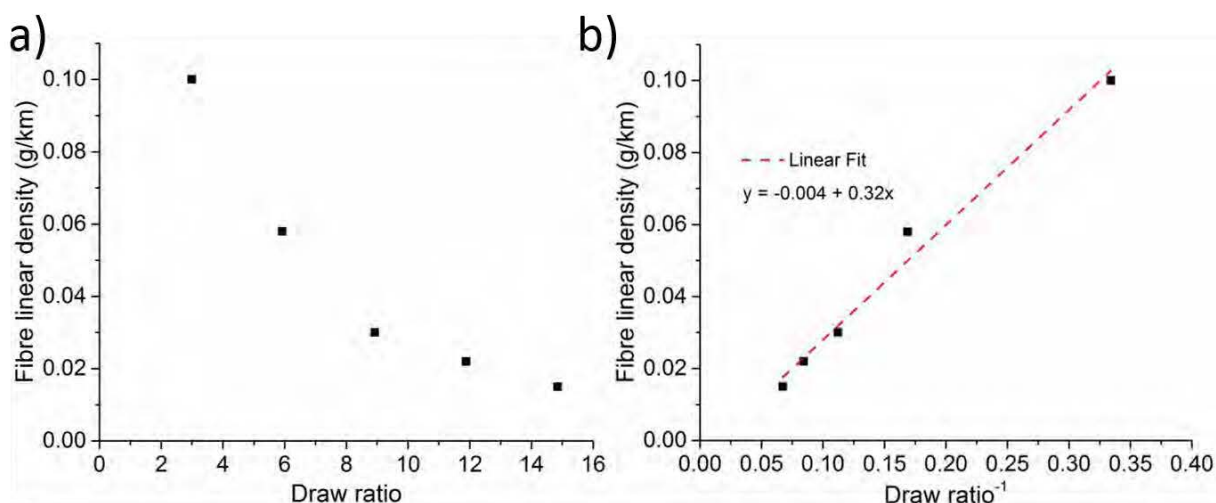 a)
Fibre linear density (g/km)
0.10
0.08
0.06
0.04
0.02
0.00
0 2 4 6 8 10 12 14 16
Draw ratio
b)
Fibre linear density (g/km)
0.10
0.08
0.06
0.04
0.02
0.00
Linear Fit
y = -0.004 + 0.32x
0.00 0.05 0.10 0.15 0.20 0.25 0.30 0.35 0.40
Draw ratio⁻¹